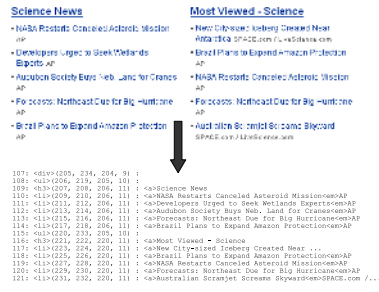 Science News
• NASA Restarts Canceled Asteroid Mission
AP
• Developers Urged to Seek Wetlands
Experts AP
• Audubon Society Buys Neb. Land for Cranes
AP
• Forecasts: Northeast Due for Big Hurricane
AP
• Brazil Plans to Expand Amazon Protection
AP
Most Viewed - Science
• New City-sized Iceberg Created Near
Antarctica SPACE.com / LiveScience.com
• Brazil Plans to Expand Amazon Protection
AP
• NASA Restarts Canceled Asteroid Mission
AP
• Forecasts: Northeast Due for Big Hurricane
AP
• Australian Scramjet Screams Skyward
SPACE.com / LiveScience.com
107: <div>(205, 234, 204, 9) :
108: <ul>(206, 219, 205, 10) :
109: <h3>(207, 208, 206, 11) : <a>Science News
110: <li>(209, 210, 206, 11) : <a>NASA Restarts Canceled Asteroid Mission<em>AP
111: <li>(211, 212, 206, 11) : <a>Developers Urged to Seek Wetlands Experts<em>AP
112: <li>(213, 214, 206, 11) : <a>Audubon Society Buys Neb. Land for Cranes<em>AP
113: <li>(215, 216, 206, 11) : <a>Forecasts: Northeast Due for Big Hurricane<em>AP
114: <li>(217, 218, 206, 11) : <a>Brazil Plans to Expand Amazon Protection<em>AP
115: <ul>(220, 233, 205, 10) :
116: <h3>(221, 222, 220, 11) : <a>Most Viewed - Science
117: <li>(223, 224, 220, 11) : <a>New City-sized Iceberg Created Near ...
118: <li>(225, 226, 220, 11) : <a>Brazil Plans to Expand Amazon Protection<em>AP
119: <li>(227, 228, 220, 11) : <a>NASA Restarts Canceled Asteroid Mission<em>AP
120: <li>(229, 230, 220, 11) : <a>Forecasts: Northeast Due for Big Hurricane<em>AP
121: <li>(231, 232, 220, 11) : <a>Australian Scramjet Screams Skyward<em>SPACE.com /...